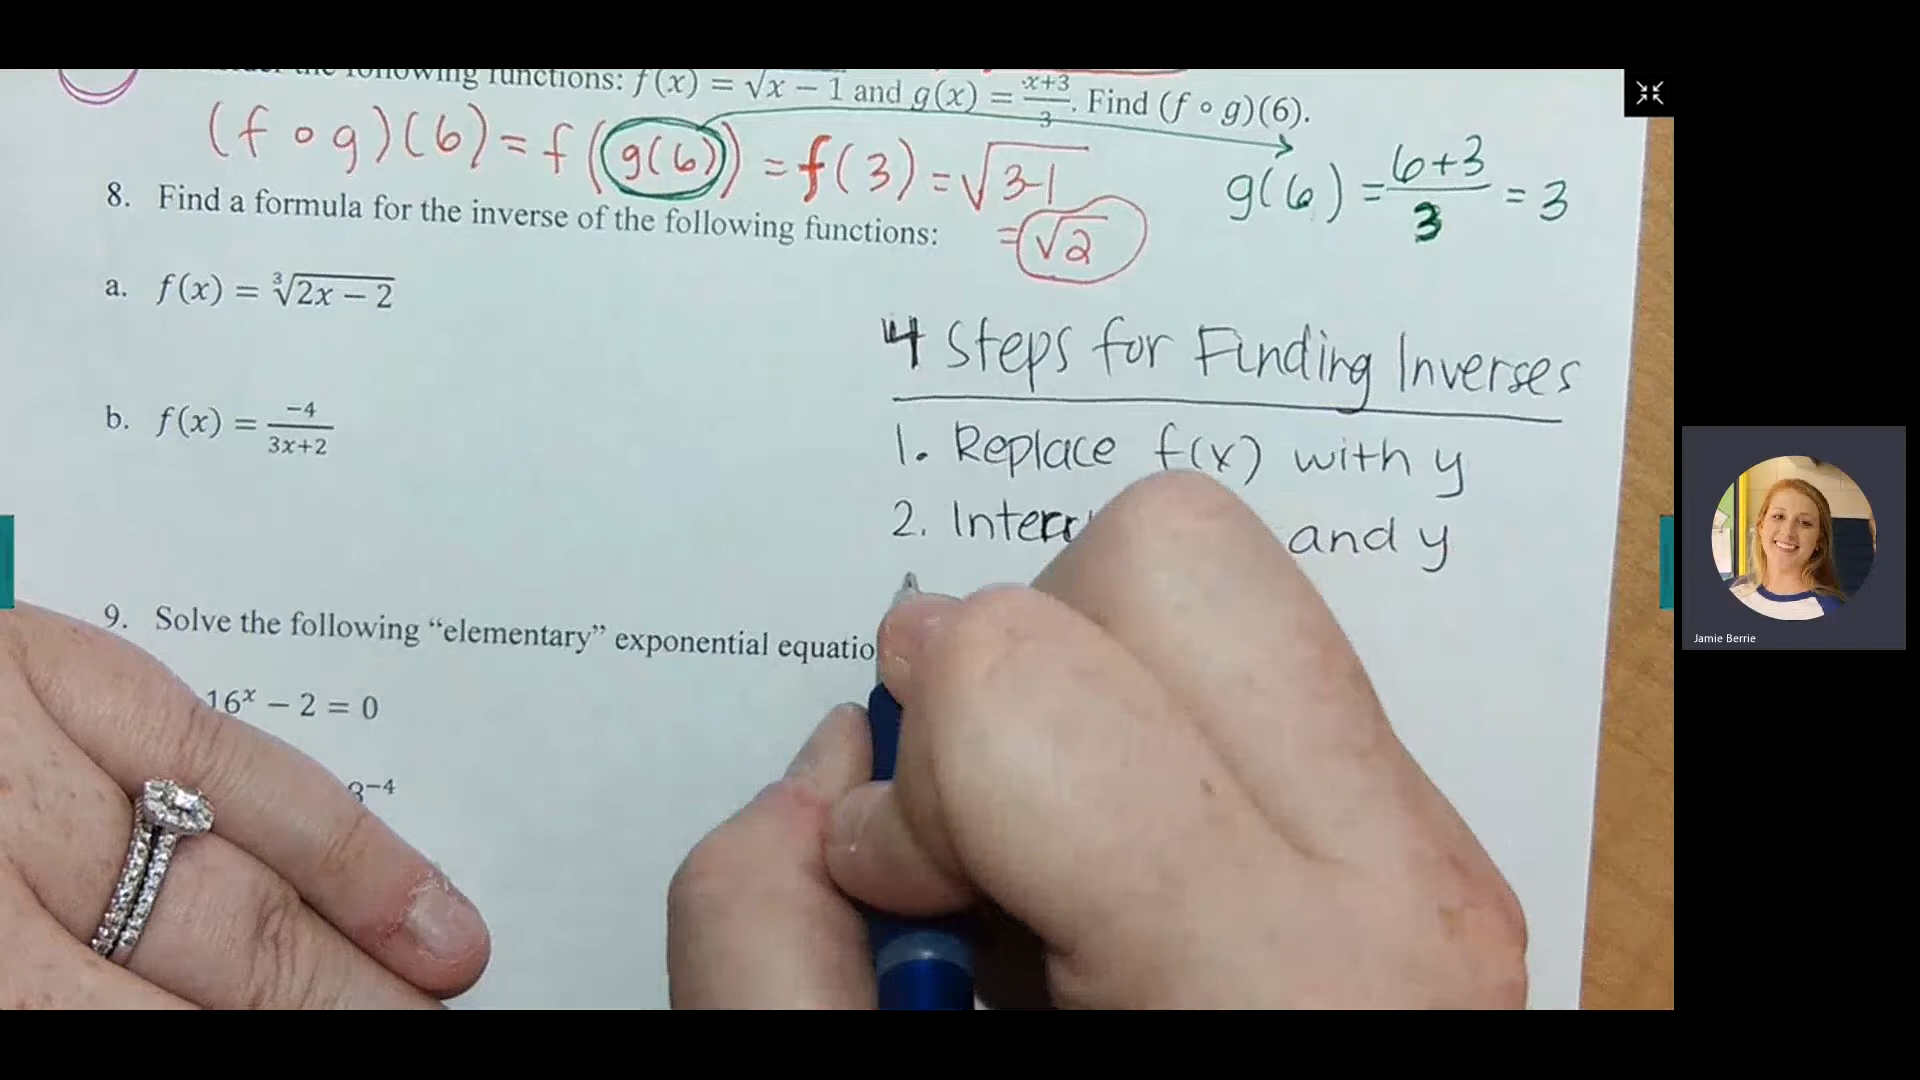 following functions: f(x) = √x − 1 and g(x) = x+3/3. Find (f ∘ g)(6).
(f ∘ g)(6) = f(g(6)) = f(3) = √3-1
= √2
g(6) = 6+3/3 = 3
8. Find a formula for the inverse of the following functions:
a. f(x) = ∛2x − 2
b. f(x) = −4/3x+2
4 Steps for Finding Inverses
1. Replace f(x) with y
2. and y
9. Solve the following “elementary” exponential
16ˣ − 2 = 0
Jamie Berrie